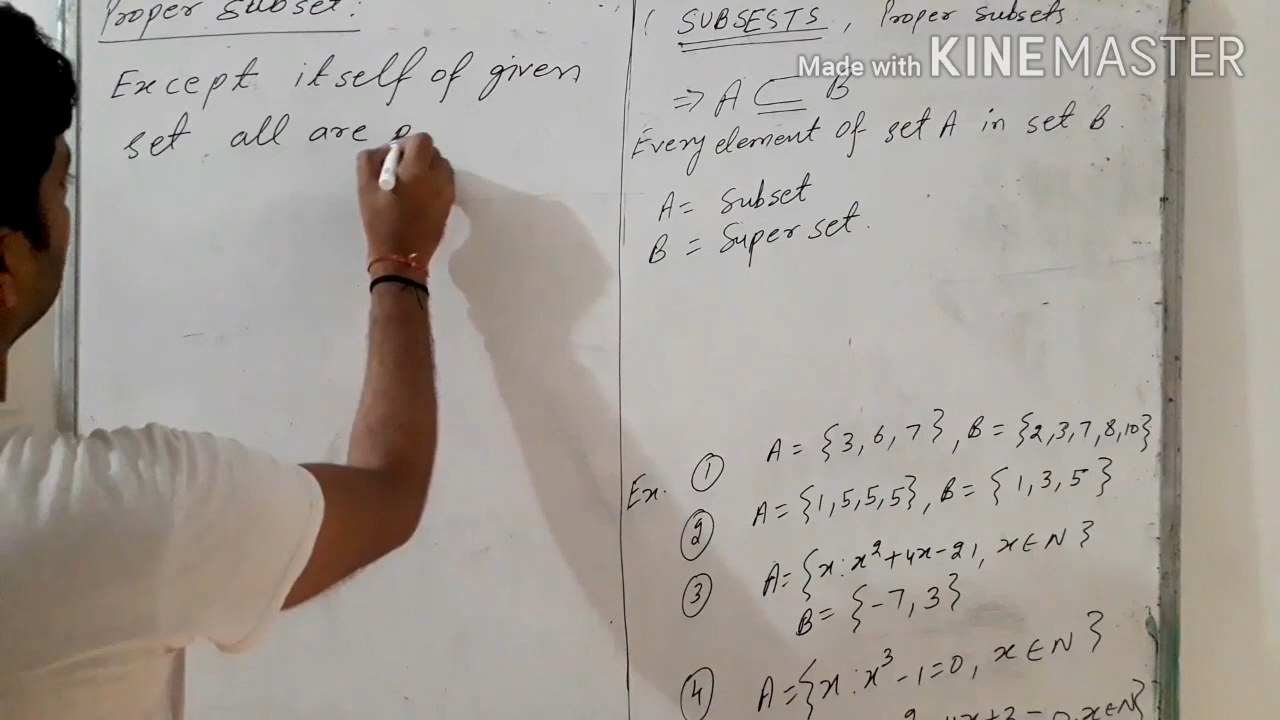 Proper Subset:
Except itself of given
set all are
( SUBSESTS, Proper subsets
Made with KINEMASTER
⇒ A ⊆ B
Every element of set A in set B.
A = Subset
B = Super set.
Ex. ① A = {3, 6, 7}, B = {2,3,7,8,10}
② A = {1,5,5,5}, B = {1,3,5}
③ A = {x: x²+4x-21, x∈N}
B = {-7, 3}
④ A = {x: x³-1=0, x∈N}